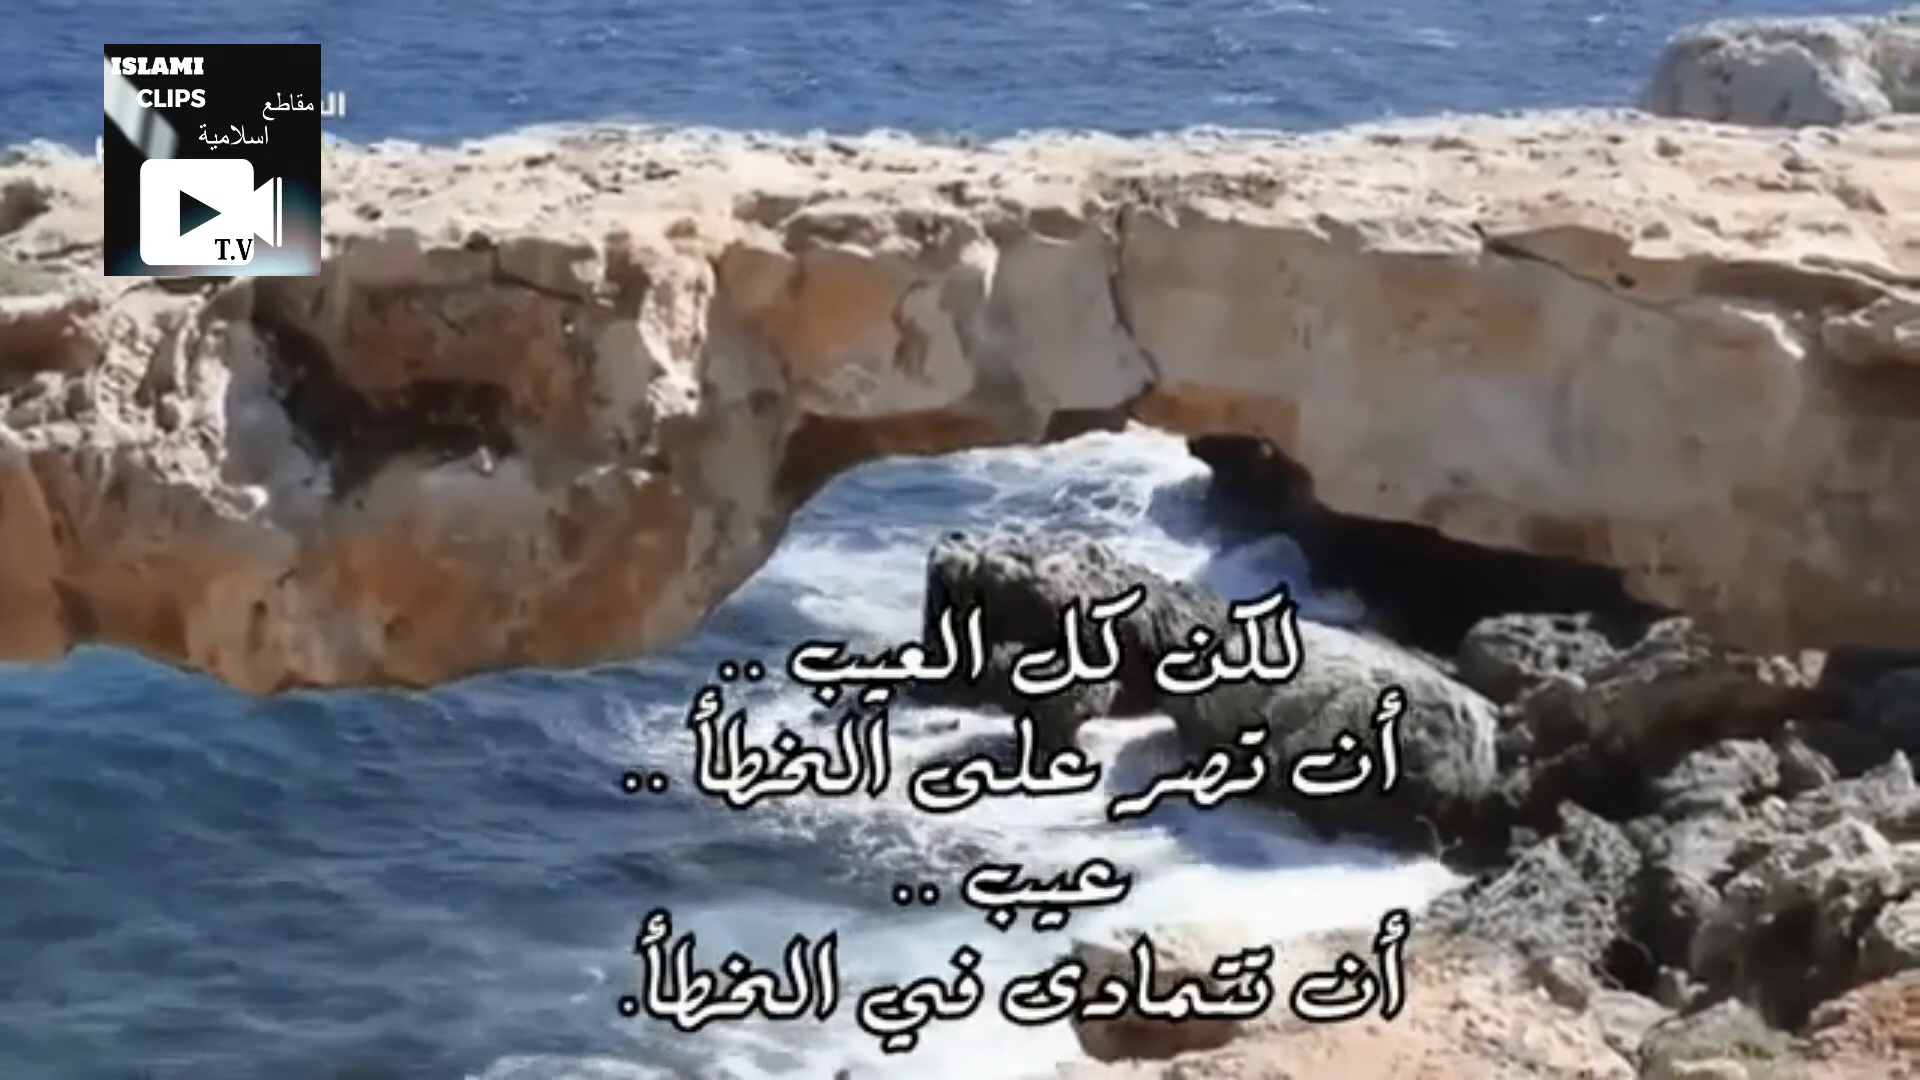 ISLAMI
CLIPS
مقاطع
اسلامية
T.V
لكن كل العيب ..
أن تصر على الخطأ ..
عيب ..
أن تتمادى في الخطأ.